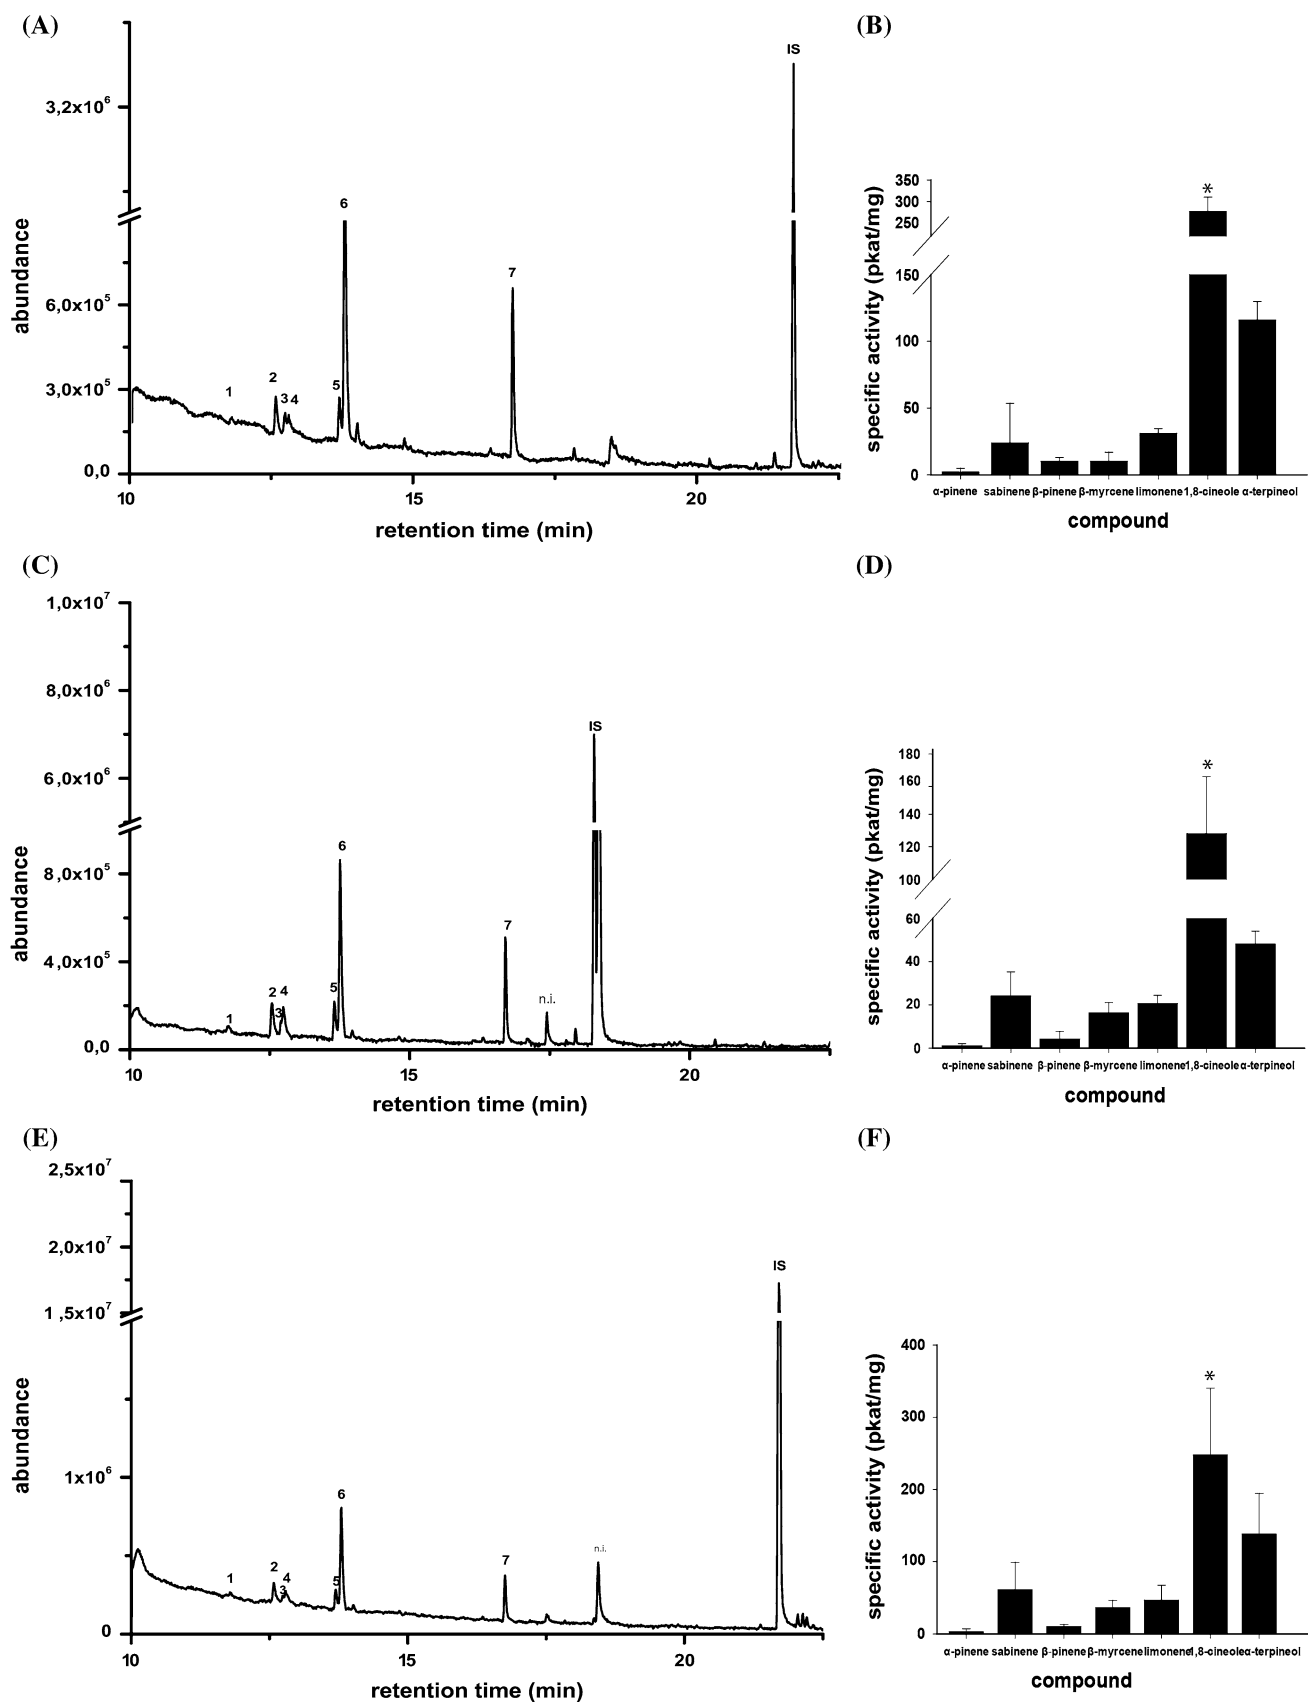 (A)
IS
3,2x10⁶
6
7
6,0x10⁵
3,0x10⁵
1
2
3
4
5
0,0
10
15
20
abundance
retention time (min)
(B)
350
300
250
150
100
50
0
*
specific activity (pkat/mg)
α-pinene sabinene β-pinene β-myrcene limonene 1,8-cineole α-terpineol
compound
(C)
1,0x10⁷
8,0x10⁶
6,0x10⁶
8,0x10⁵
4,0x10⁵
0,0
IS
6
7
n.i.
1
2
3
4
5
10
15
20
abundance
retention time (min)
(D)
180
160
140
120
100
60
40
20
0
*
specific activity (pkat/mg)
α-pinene sabinene β-pinene β-myrcene limonene 1,8-cineole α-terpineol
compound
(E)
2,5x10⁷
2,0x10⁷
1,5x10⁷
1x10⁶
0
IS
6
7
n.i.
1
2
3
4
5
10
15
20
abundance
retention time (min)
(F)
400
300
200
100
0
*
specific activity (pkat/mg)
α-pinene sabinene β-pinene β-myrcene limonene 1,8-cineole α-terpineol
compound